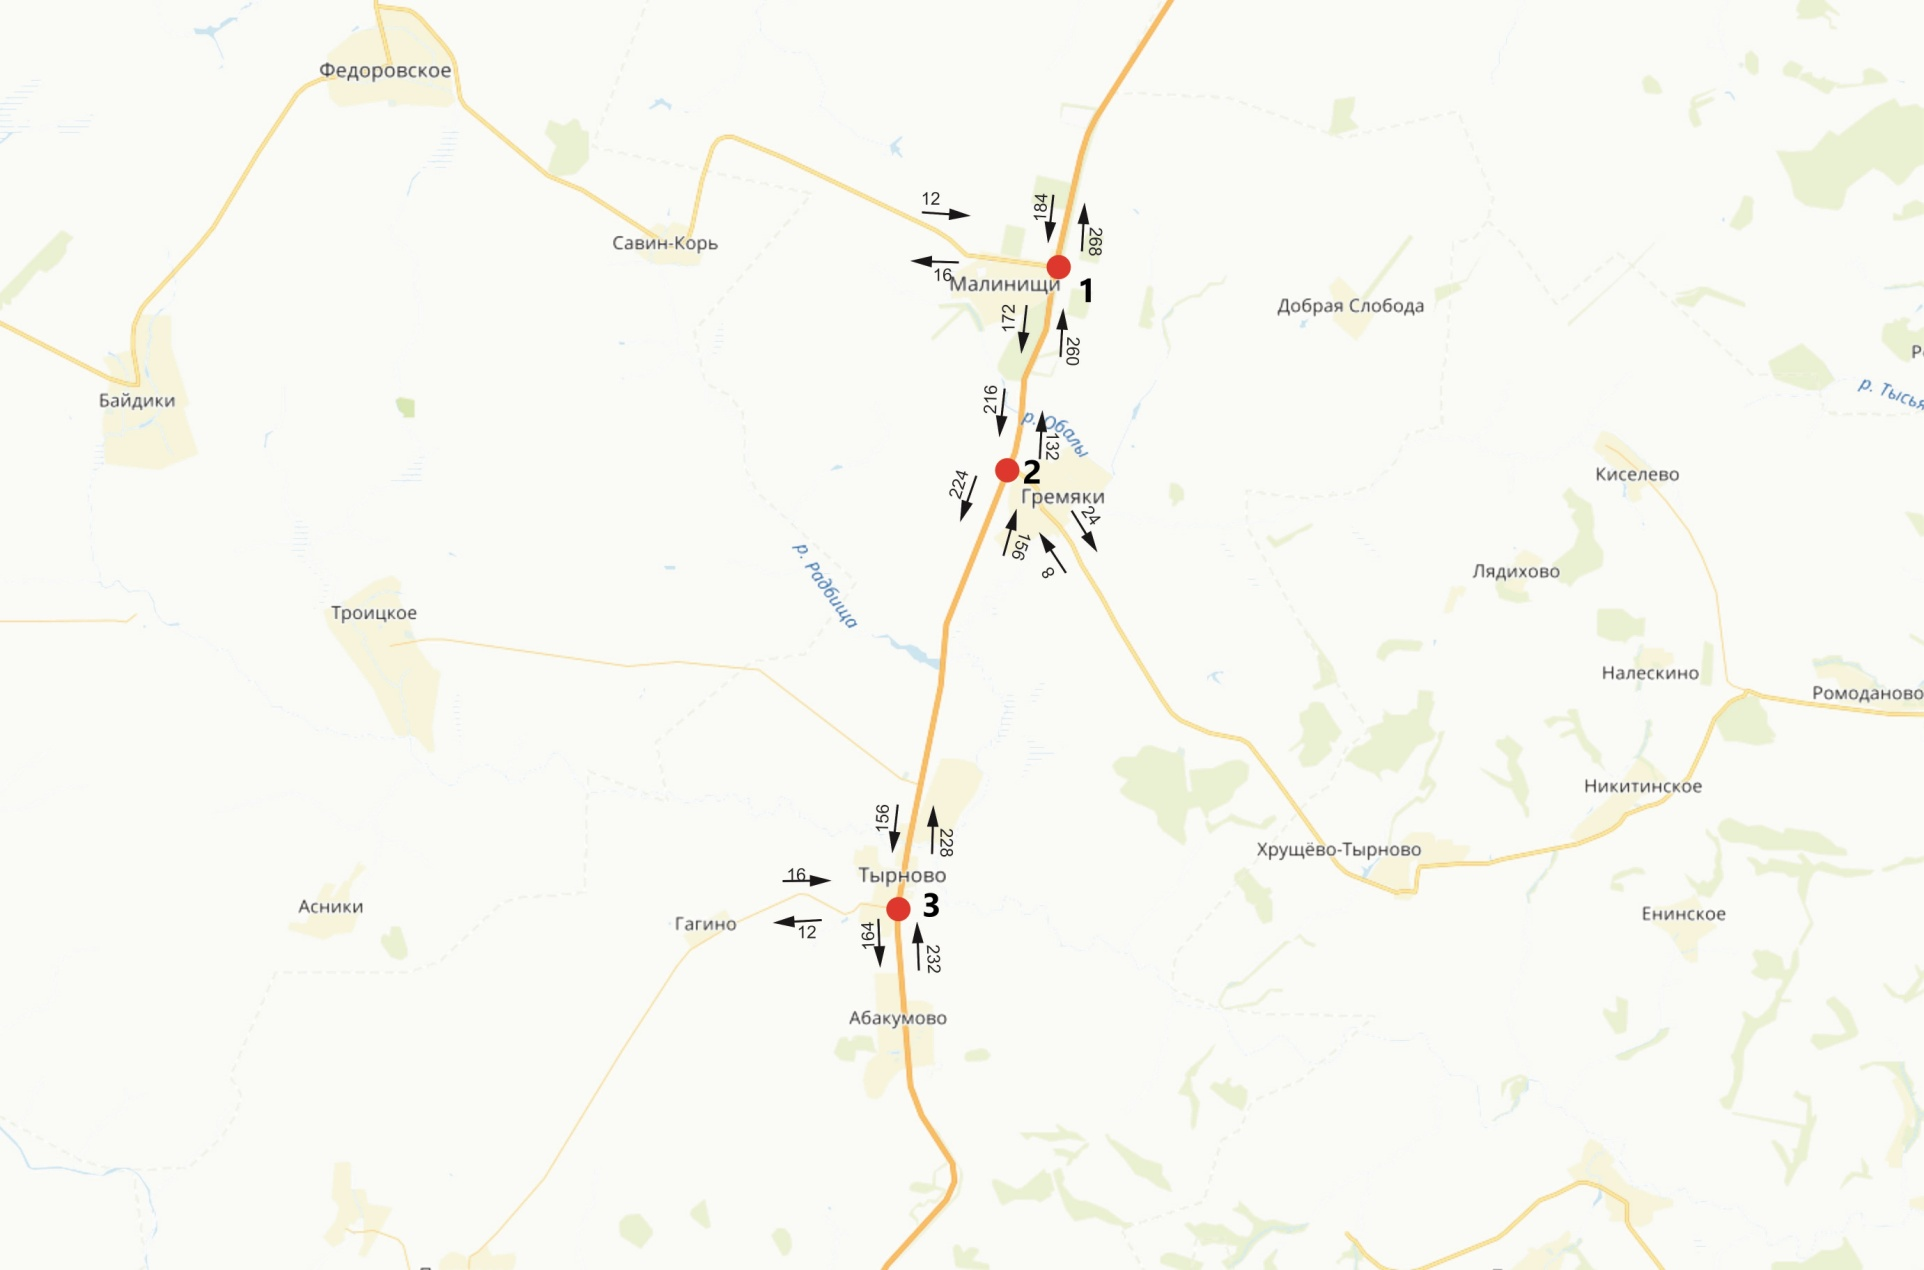 Федоровское
12
184
268
Савин-Корь
16
Малинищи
1
Добрая Слобода
172
260
р. Тысья
Байдики
216
р. Обалы
132
2
Гремяки
224
24
156
8
Киселево
р. Радбища
Лядихово
Троицкое
Налескино
Ромоданово
Никитинское
156
228
Хрущёво-Тырново
16
Тырново
3
Асники
Гагино
12
164
232
Енинское
Абакумово